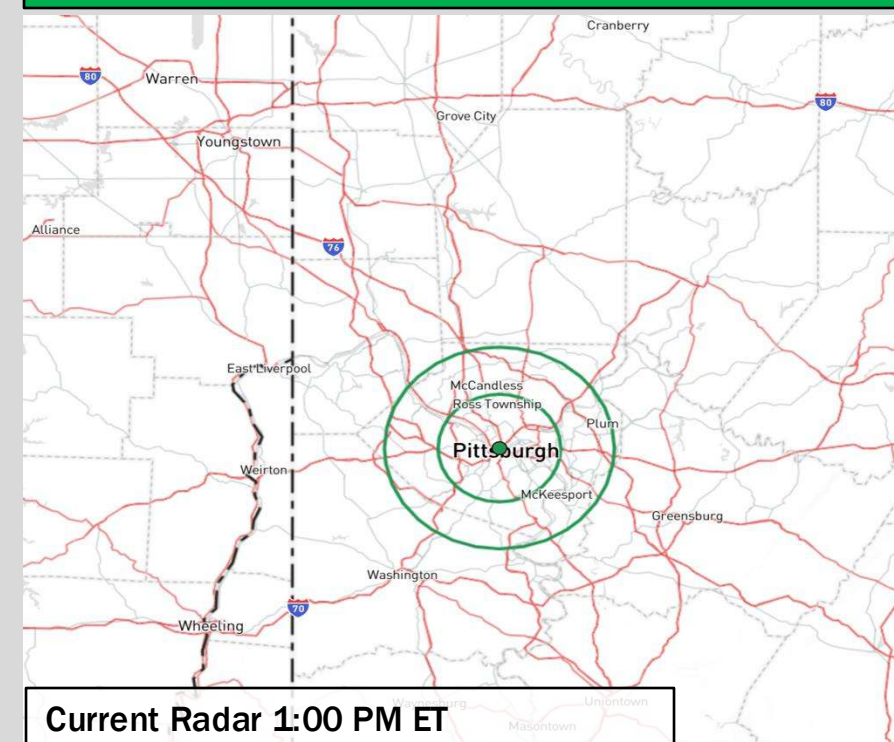 Cranberry
80
Warren
80
Grove City
Youngstown
Alliance
76
East Liverpool
McCandless
Ross Township
Plum
Pittsburgh
Weirton
McKeesport
Greensburg
Washington
70
Wheeling
Waynesburg
Uniontown
Current Radar 1:00 PM ET
Masontown